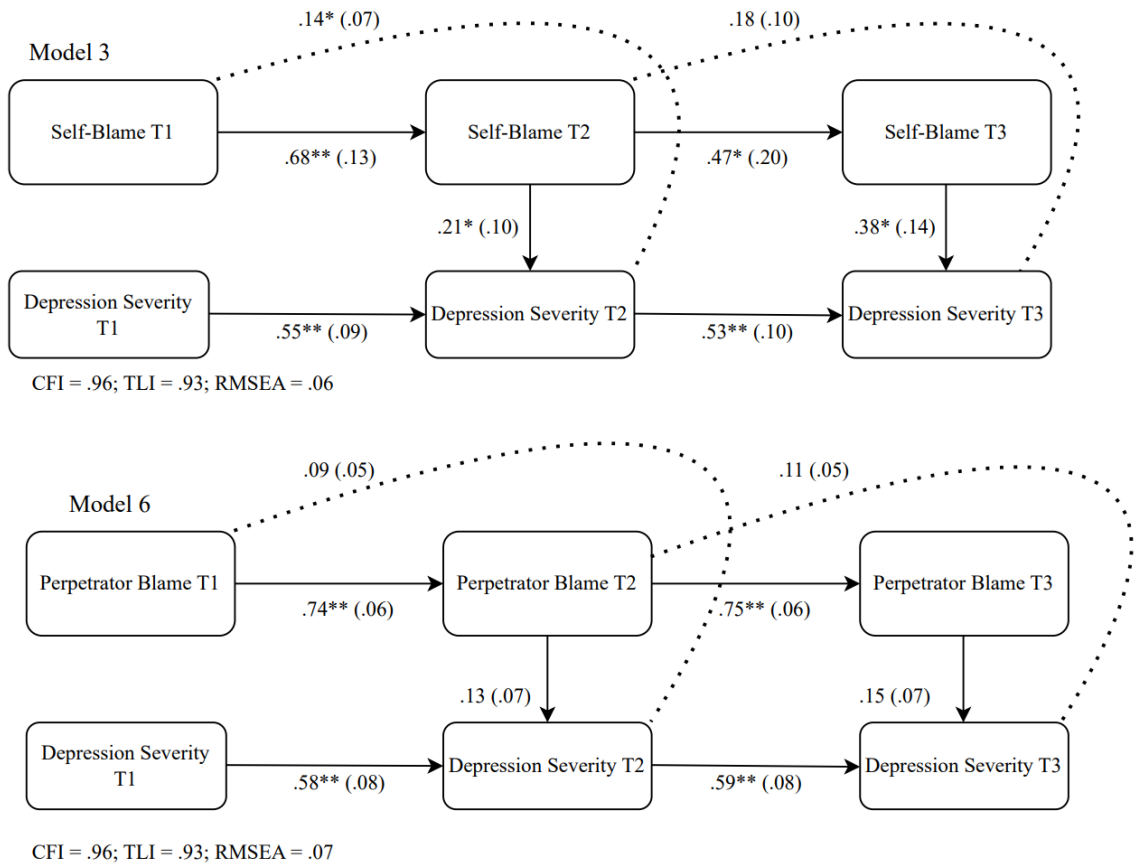 .14* (.07)
.18 (.10)
Model 3
Self-Blame T1
Self-Blame T2
Self-Blame T3
.68** (.13)
.47* (.20)
.21* (.10)
.38* (.14)
Depression Severity
T1
Depression Severity T2
Depression Severity T3
.55** (.09)
.53** (.10)
CFI = .96; TLI = .93; RMSEA = .06
.09 (.05)
.11 (.05)
Model 6
Perpetrator Blame T1
Perpetrator Blame T2
Perpetrator Blame T3
.74** (.06)
.75** (.06)
.13 (.07)
.15 (.07)
Depression Severity
T1
Depression Severity T2
Depression Severity T3
.58** (.08)
.59** (.08)
CFI = .96; TLI = .93; RMSEA = .07